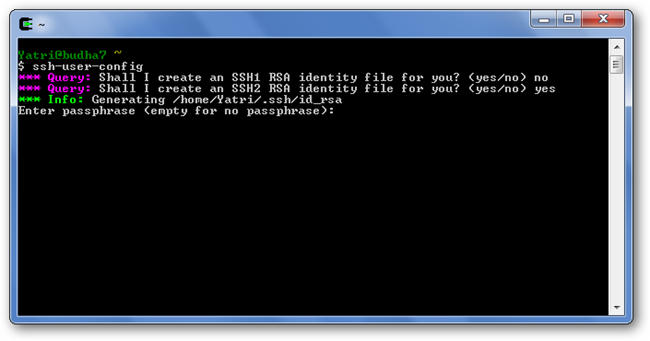 ~
Yatri@budha7 ~
$ ssh-user-config
*** Query: Shall I create an SSH1 RSA identity file for you? (yes/no) no
*** Query: Shall I create an SSH2 RSA identity file for you? (yes/no) yes
*** Info: Generating /home/Yatri/.ssh/id_rsa
Enter passphrase (empty for no passphrase):